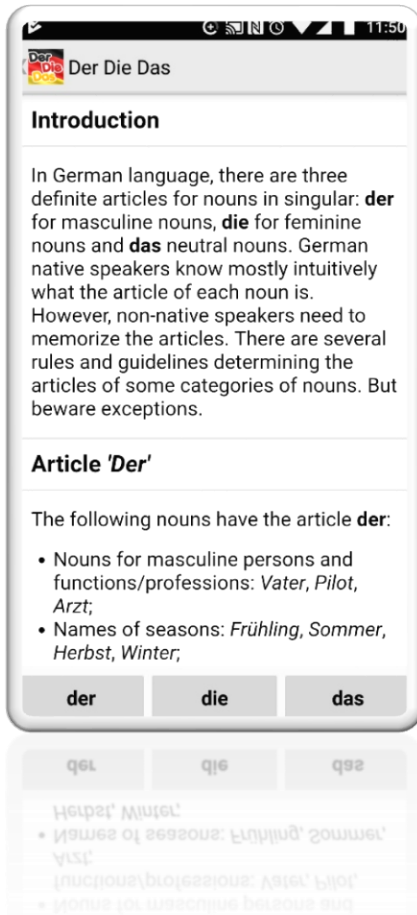 11:50
Der Die Das
Der Die Das
Introduction
In German language, there are three
definite articles for nouns in singular: der
for masculine nouns, die for feminine
nouns and das neutral nouns. German
native speakers know mostly intuitively
what the article of each noun is.
However, non-native speakers need to
memorize the articles. There are several
rules and guidelines determining the
articles of some categories of nouns. But
beware exceptions.
Article 'Der'
The following nouns have the article der:
• Nouns for masculine persons and
functions/professions: Vater, Pilot,
Arzt;
• Names of seasons: Frühling, Sommer,
Herbst, Winter;
der die das